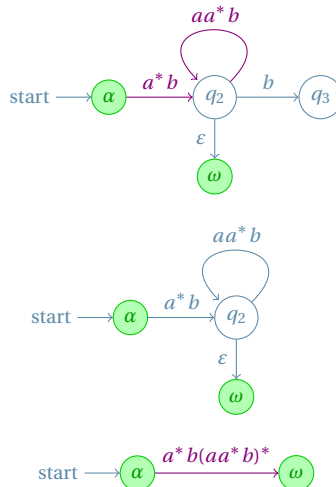 aa*b
start α a*b q₂ b q₃
ε
ω
aa*b
start α a*b q₂
ε
ω
a*b(aa*b)*
start α ω